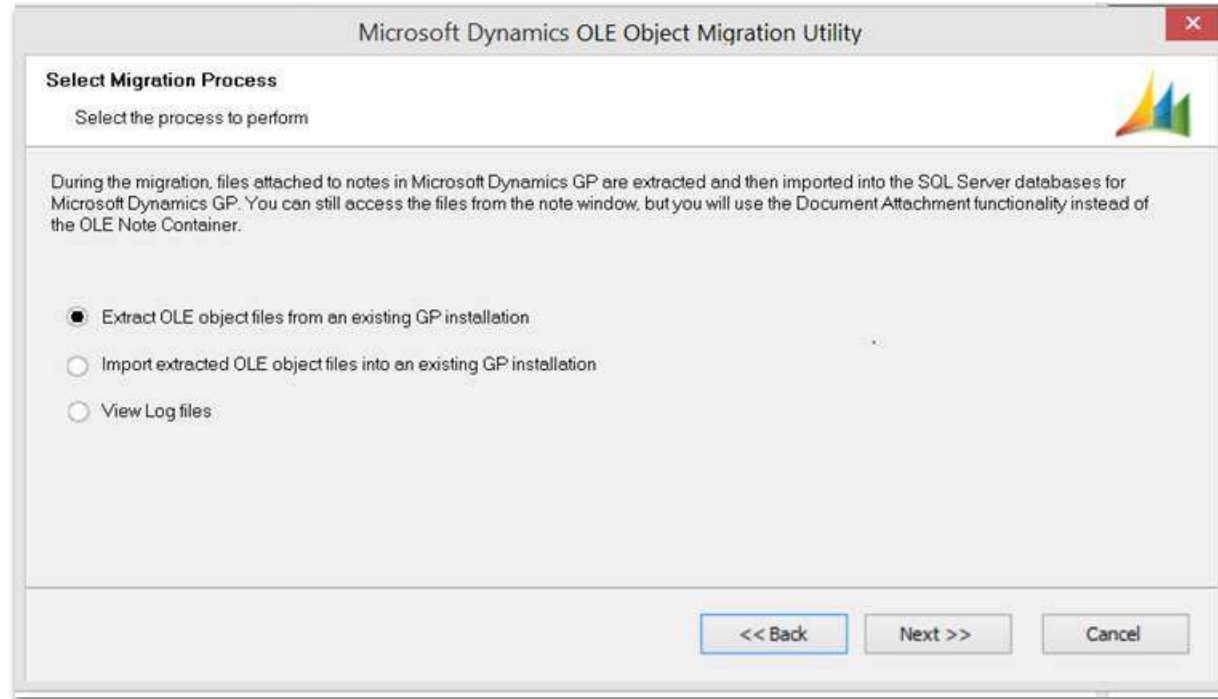 Microsoft Dynamics OLE Object Migration Utility
Select Migration Process
Select the process to perform
During the migration, files attached to notes in Microsoft Dynamics GP are extracted and then imported into the SQL Server databases for
Microsoft Dynamics GP. You can still access the files from the note window, but you will use the Document Attachment functionality instead of
the OLE Note Container.
Extract OLE object files from an existing GP installation
Import extracted OLE object files into an existing GP installation
View Log files
<< Back Next >> Cancel